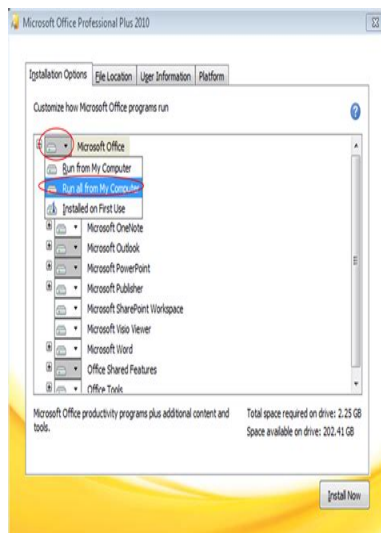 Microsoft Office Professional Plus 2010
Installation Options File Location User Information Platform
Customize how Microsoft Office programs run
Microsoft Office
Run from My Computer
Run all from My Computer
Installed on First Use
Microsoft OneNote
Microsoft Outlook
Microsoft PowerPoint
Microsoft Publisher
Microsoft SharePoint Workspace
Microsoft Visio Viewer
Microsoft Word
Office Shared Features
Office Tools
Microsoft Office productivity programs plus additional content and
tools.
Total space required on drive: 2.25 GB
Space available on drive: 202.41 GB
Install Now